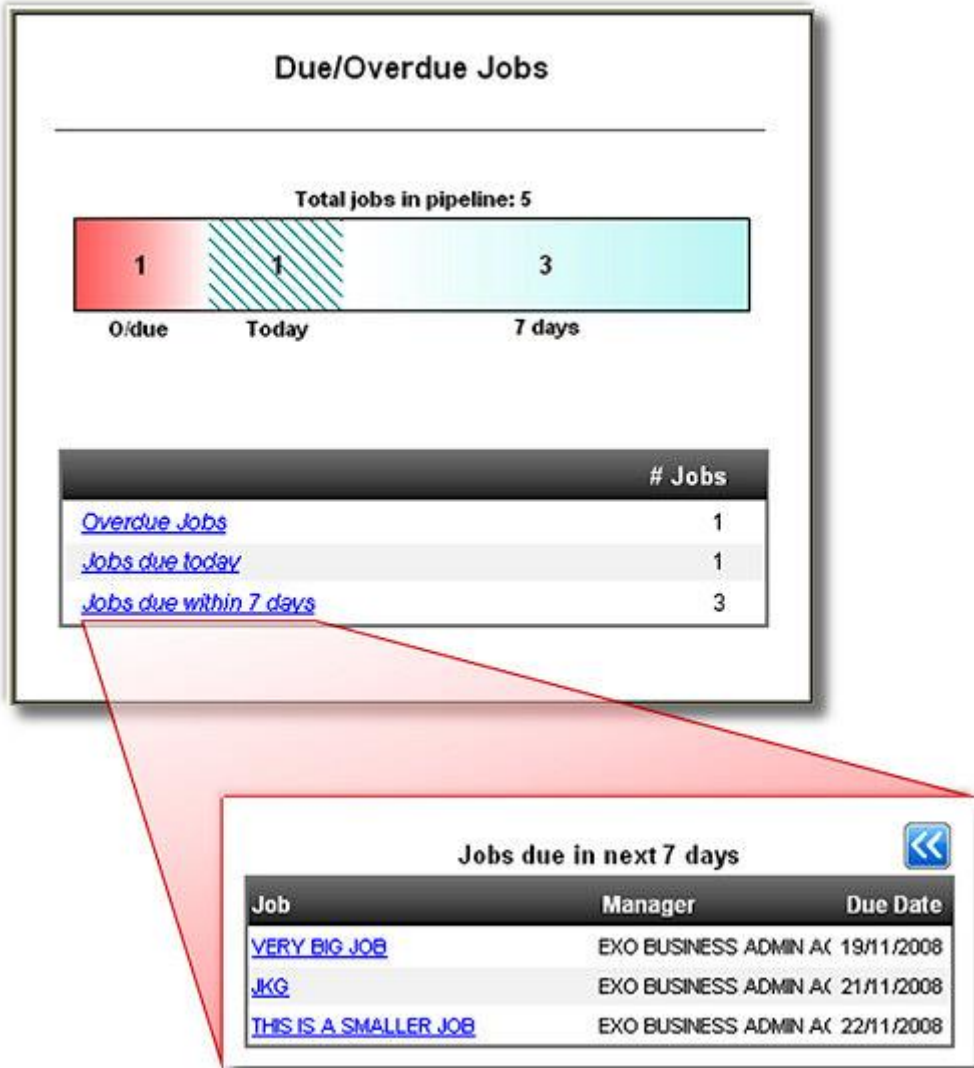 Due/Overdue Jobs
Total jobs in pipeline: 5
1 1 3
O/due Today 7 days
# Jobs
Overdue Jobs 1
Jobs due today 1
Jobs due within 7 days 3
Jobs due in next 7 days
Job Manager Due Date
VERY BIG JOB EXO BUSINESS ADMIN AC 19/11/2008
JKG EXO BUSINESS ADMIN AC 21/11/2008
THIS IS A SMALLER JOB EXO BUSINESS ADMIN AC 22/11/2008